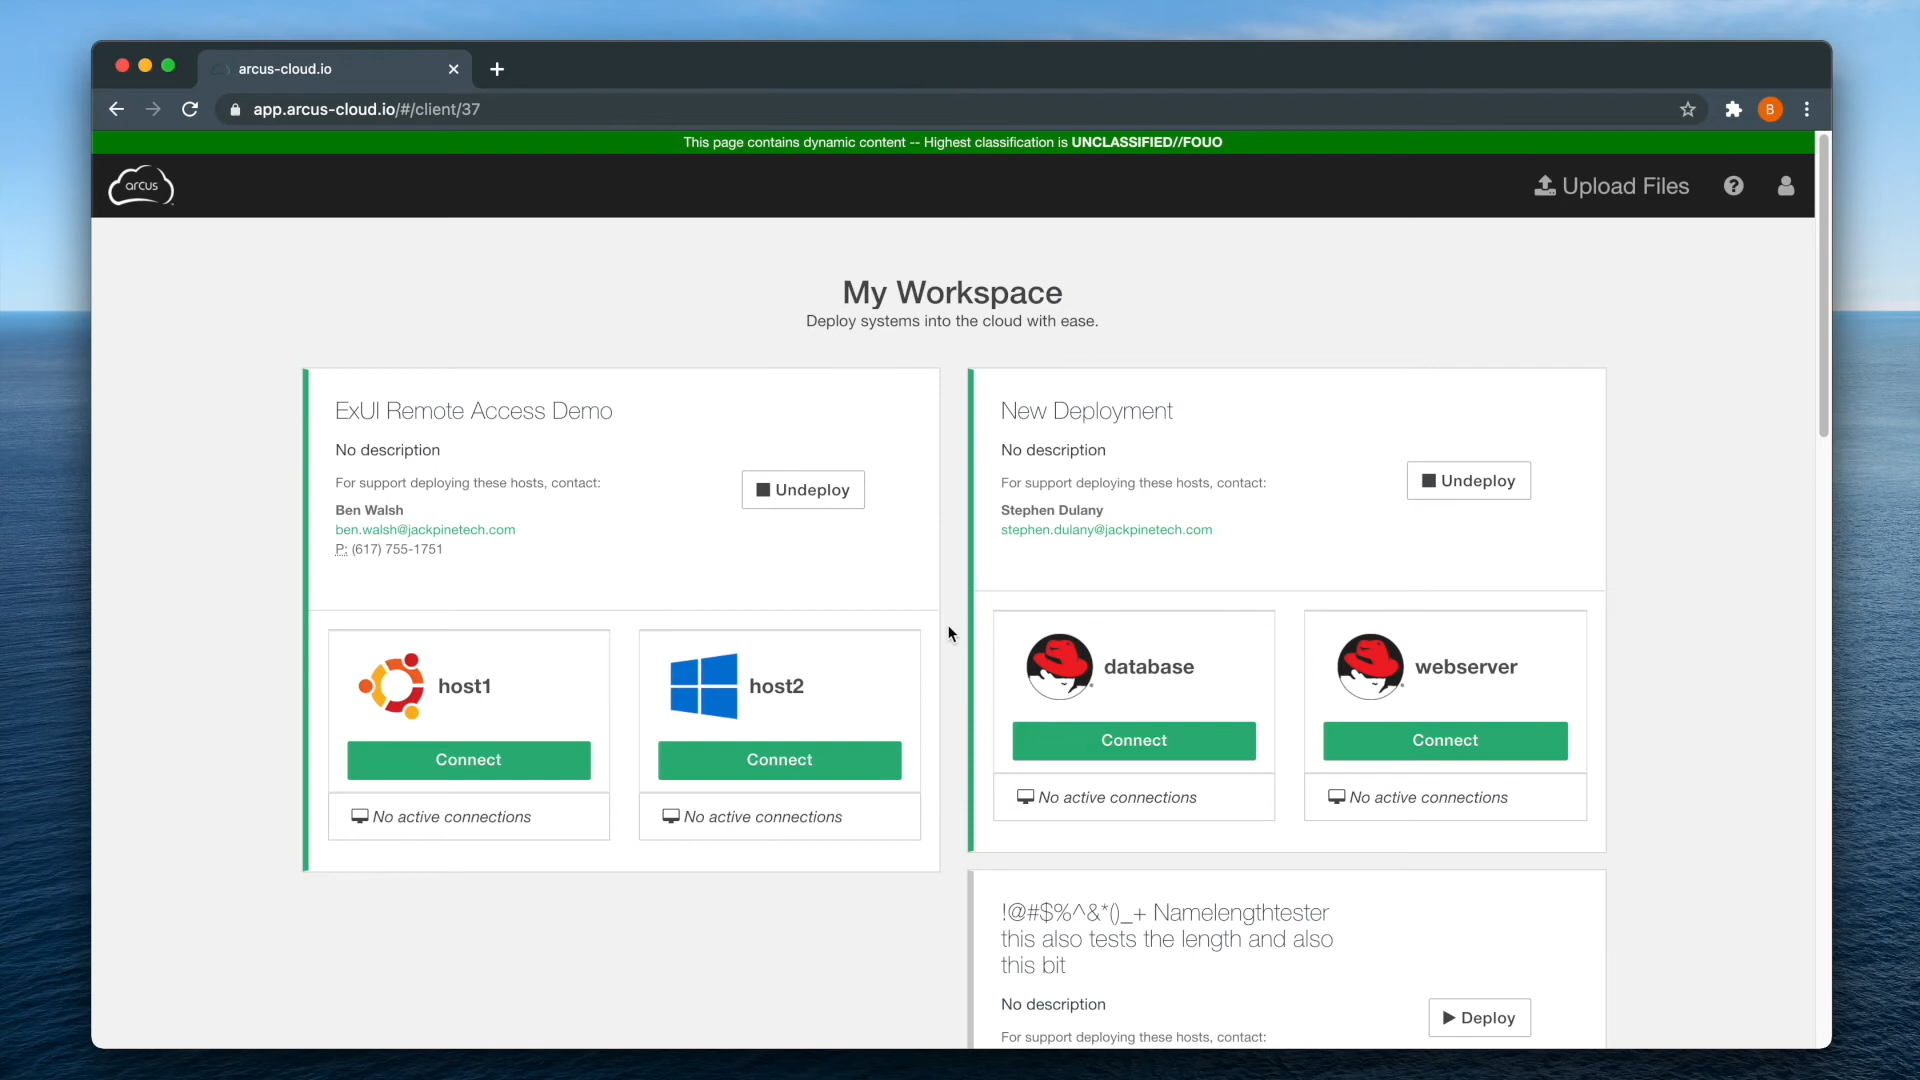 arcus-cloud.io
app.arcus-cloud.io/#/client/37
B
This page contains dynamic content -- Highest classification is UNCLASSIFIED//FOUO
arcus
Upload Files
?
My Workspace
Deploy systems into the cloud with ease.
ExUI Remote Access Demo
No description
For support deploying these hosts, contact:
Ben Walsh
ben.walsh@jackpinetech.com
P: (617) 755-1751
Undeploy
host1
Connect
No active connections
host2
Connect
No active connections
New Deployment
No description
For support deploying these hosts, contact:
Stephen Dulany
stephen.dulany@jackpinetech.com
Undeploy
database
Connect
No active connections
webserver
Connect
No active connections
!@#$%^&*()_+ Namelengthtester
this also tests the length and also
this bit
No description
For support deploying these hosts, contact:
Deploy